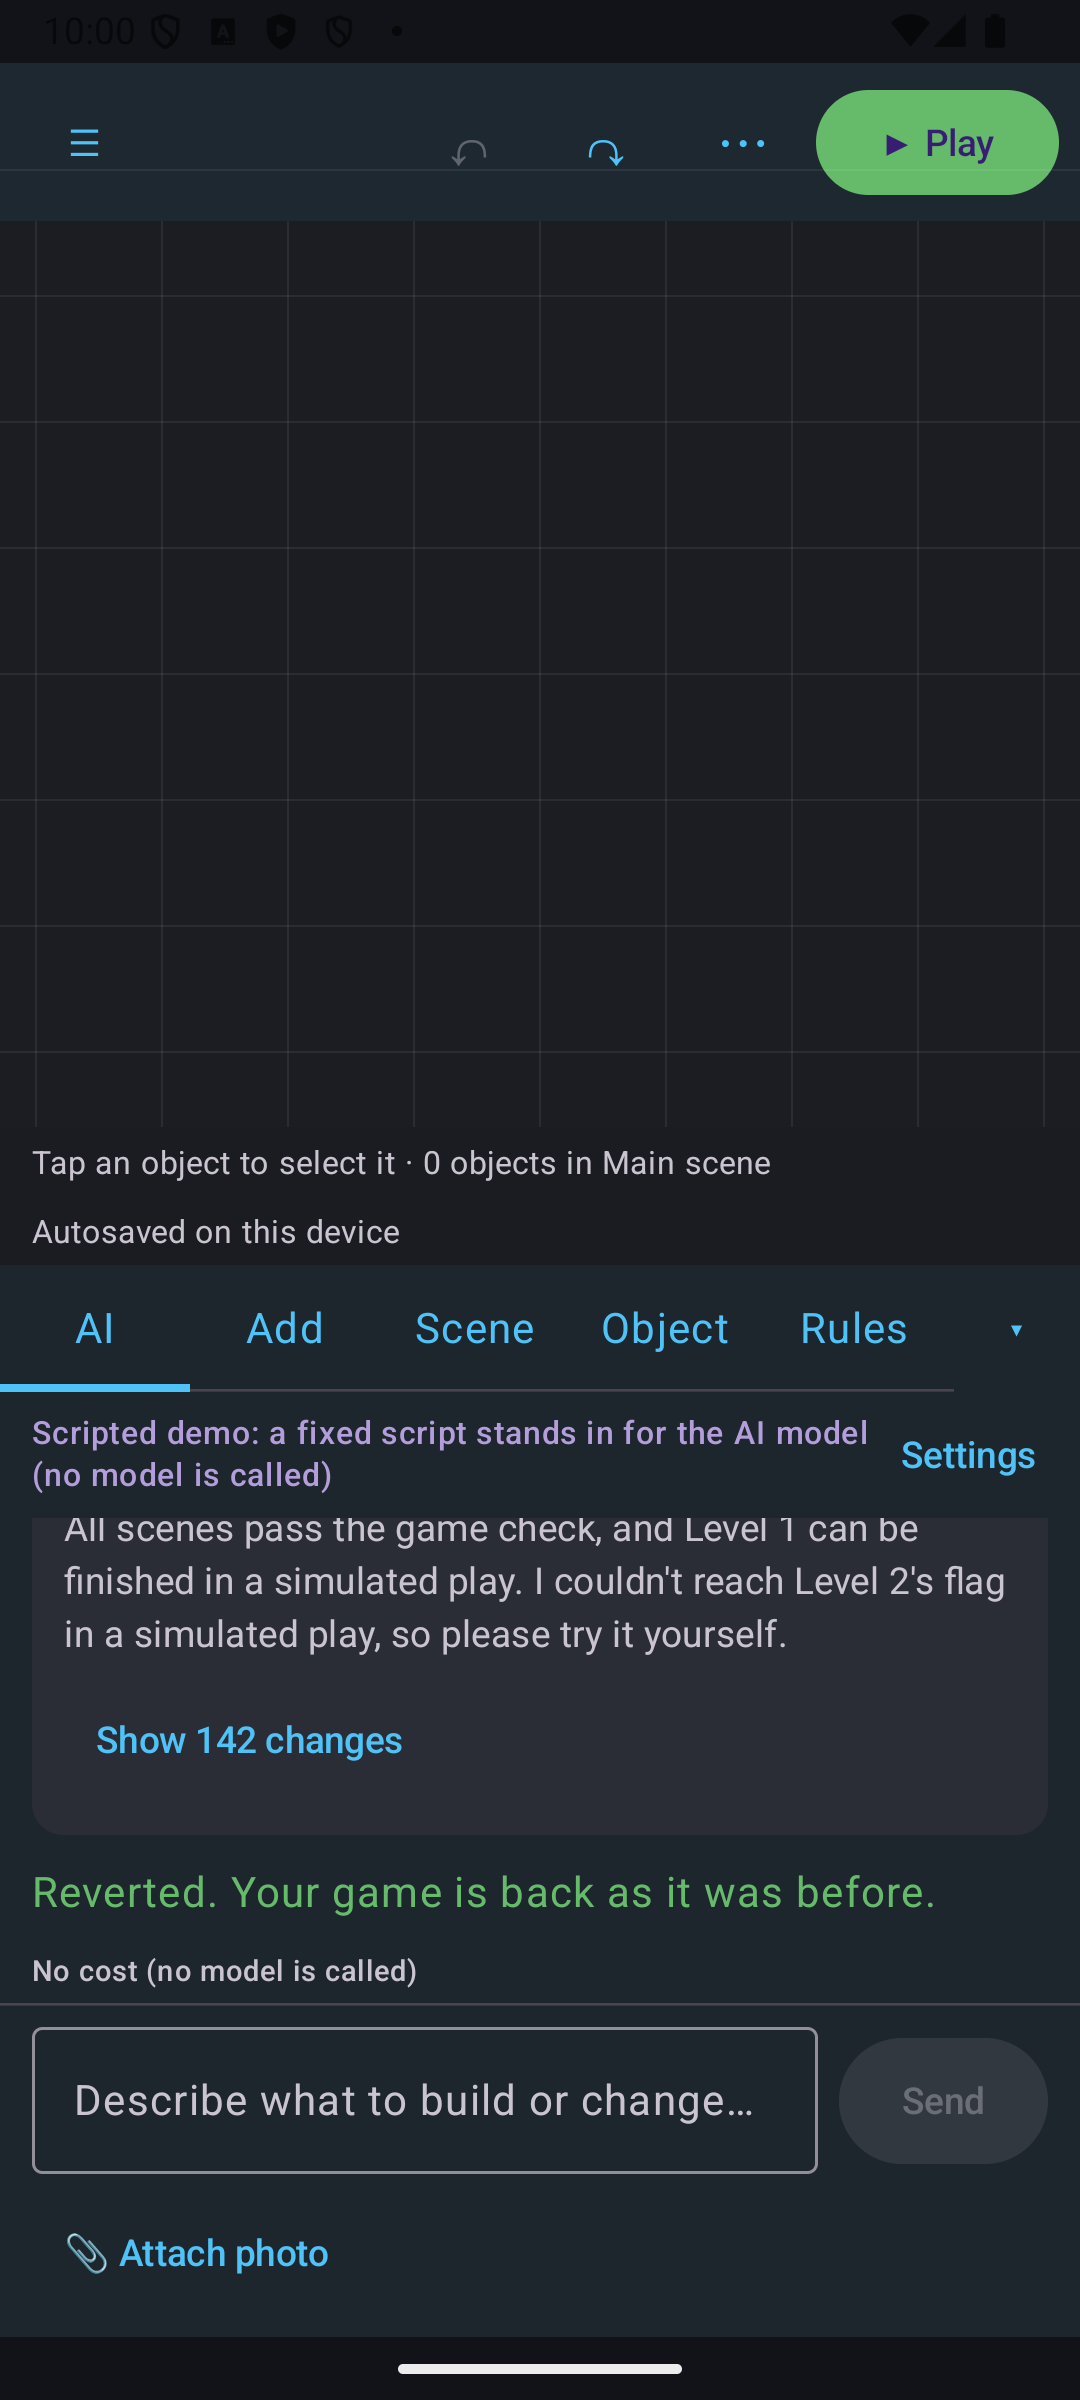 10:00
Play
Tap an object to select it · 0 objects in Main scene
Autosaved on this device
AI Add Scene Object Rules
Scripted demo: a fixed script stands in for the AI model
(no model is called)
Settings
All scenes pass the game check, and Level 1 can be
finished in a simulated play. I couldn't reach Level 2's flag
in a simulated play, so please try it yourself.
Show 142 changes
Reverted. Your game is back as it was before.
No cost (no model is called)
Describe what to build or change…
Send
Attach photo